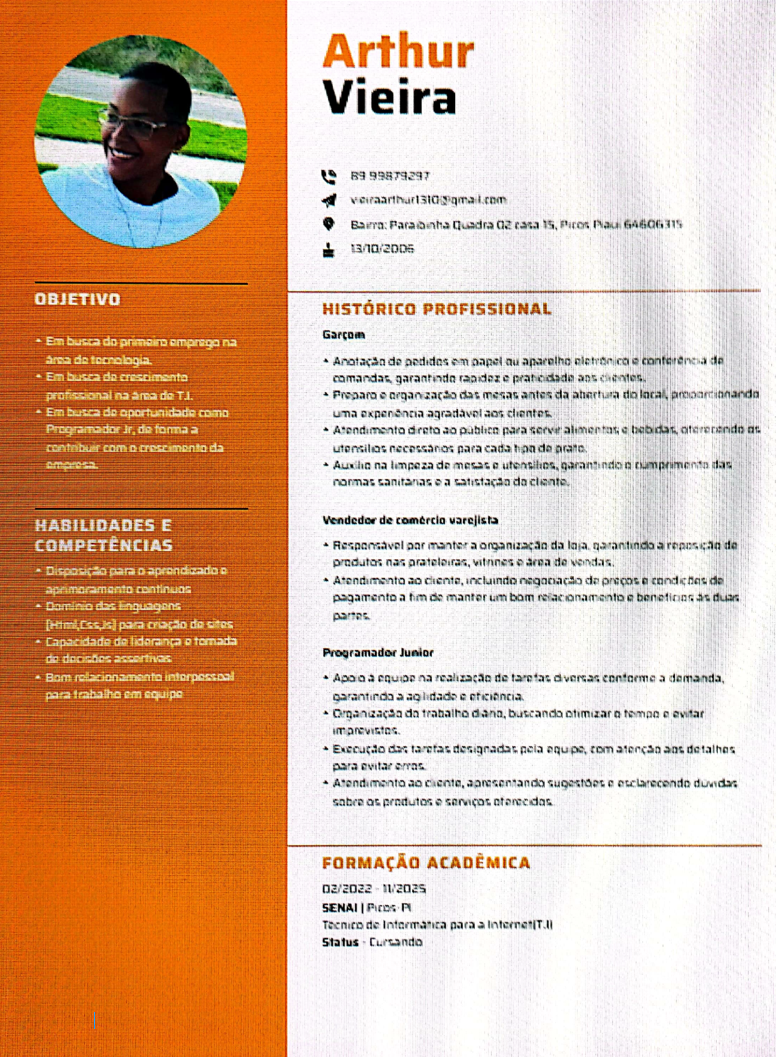 Arthur
Vieira
89 99879297
vieiraarthur1310@gmail.com
Bairro: Paraibinha Quadra 02 casa 15, Picos Piaui 64606315
13/10/2006
OBJETIVO
• Em busca do primeiro emprego na
área de tecnologia.
• Em busca de crescimento
profissional na área de T.I.
• Em busca de oportunidade como
Programador Jr, de forma a
contribuir com o crescimento da
empresa.
HABILIDADES E
COMPETÊNCIAS
• Disposição para o aprendizado e
aprimoramento contínuos
• Domínio das linguagens
[Html,Css,Js] para criação de sites
• Capacidade de liderança e tomada
de decisões assertivas
• Bom relacionamento interpessoal
para trabalho em equipe
HISTÓRICO PROFISSIONAL
Garçom
• Anotação de pedidos em papel ou aparelho eletrônico e conferência de
comandas, garantindo rapidez e praticidade aos clientes.
• Preparo e organização das mesas antes da abertura do local, proporcionando
uma experiência agradável aos clientes.
• Atendimento direto ao público para servir alimentos e bebidas, oferecendo os
utensílios necessários para cada tipo de prato.
• Auxílio na limpeza de mesas e utensílios, garantindo o cumprimento das
normas sanitárias e a satisfação do cliente.
Vendedor de comércio varejista
• Responsável por manter a organização da loja, garantindo a reposição de
produtos nas prateleiras, vitrines e área de vendas.
• Atendimento ao cliente, incluindo negociação de preços e condições de
pagamento a fim de manter um bom relacionamento e benefícios às duas
partes.
Programador Junior
• Apoio à equipe na realização de tarefas diversas conforme a demanda,
garantindo a agilidade e eficiência.
• Organização do trabalho diário, buscando otimizar o tempo e evitar
imprevistos.
• Execução das tarefas designadas pela equipe, com atenção aos detalhes
para evitar erros.
• Atendimento ao cliente, apresentando sugestões e esclarecendo dúvidas
sobre os produtos e serviços oferecidos.
FORMAÇÃO ACADÊMICA
02/2022 - 11/2025
SENAI | Picos-PI
Técnico de Informática para a Internet(T.I)
Status - Cursando